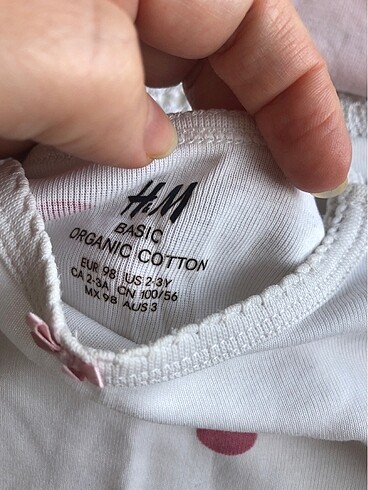 H&M
BASIC
ORGANIC COTTON
EUR 98 US 2-3Y
CA 2-3A CN 100/56
MX 98 AUS 3